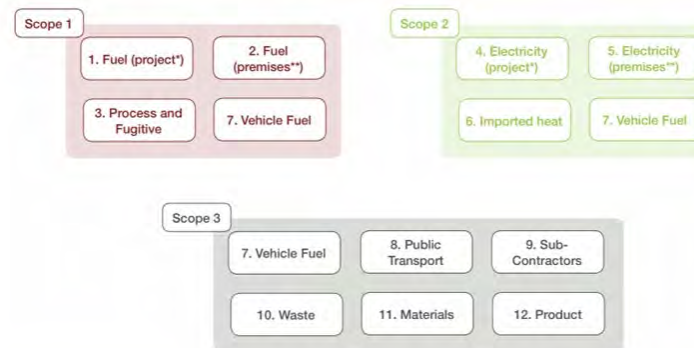 Scope 1
1. Fuel (project*)
2. Fuel
(premises**)
3. Process and
Fugitive
7. Vehicle Fuel
Scope 2
4. Electricity
(project*)
5. Electricity
(premises**)
6. Imported heat
7. Vehicle Fuel
Scope 3
7. Vehicle Fuel
8. Public
Transport
9. Sub-
Contractors
10. Waste
11. Materials
12. Product